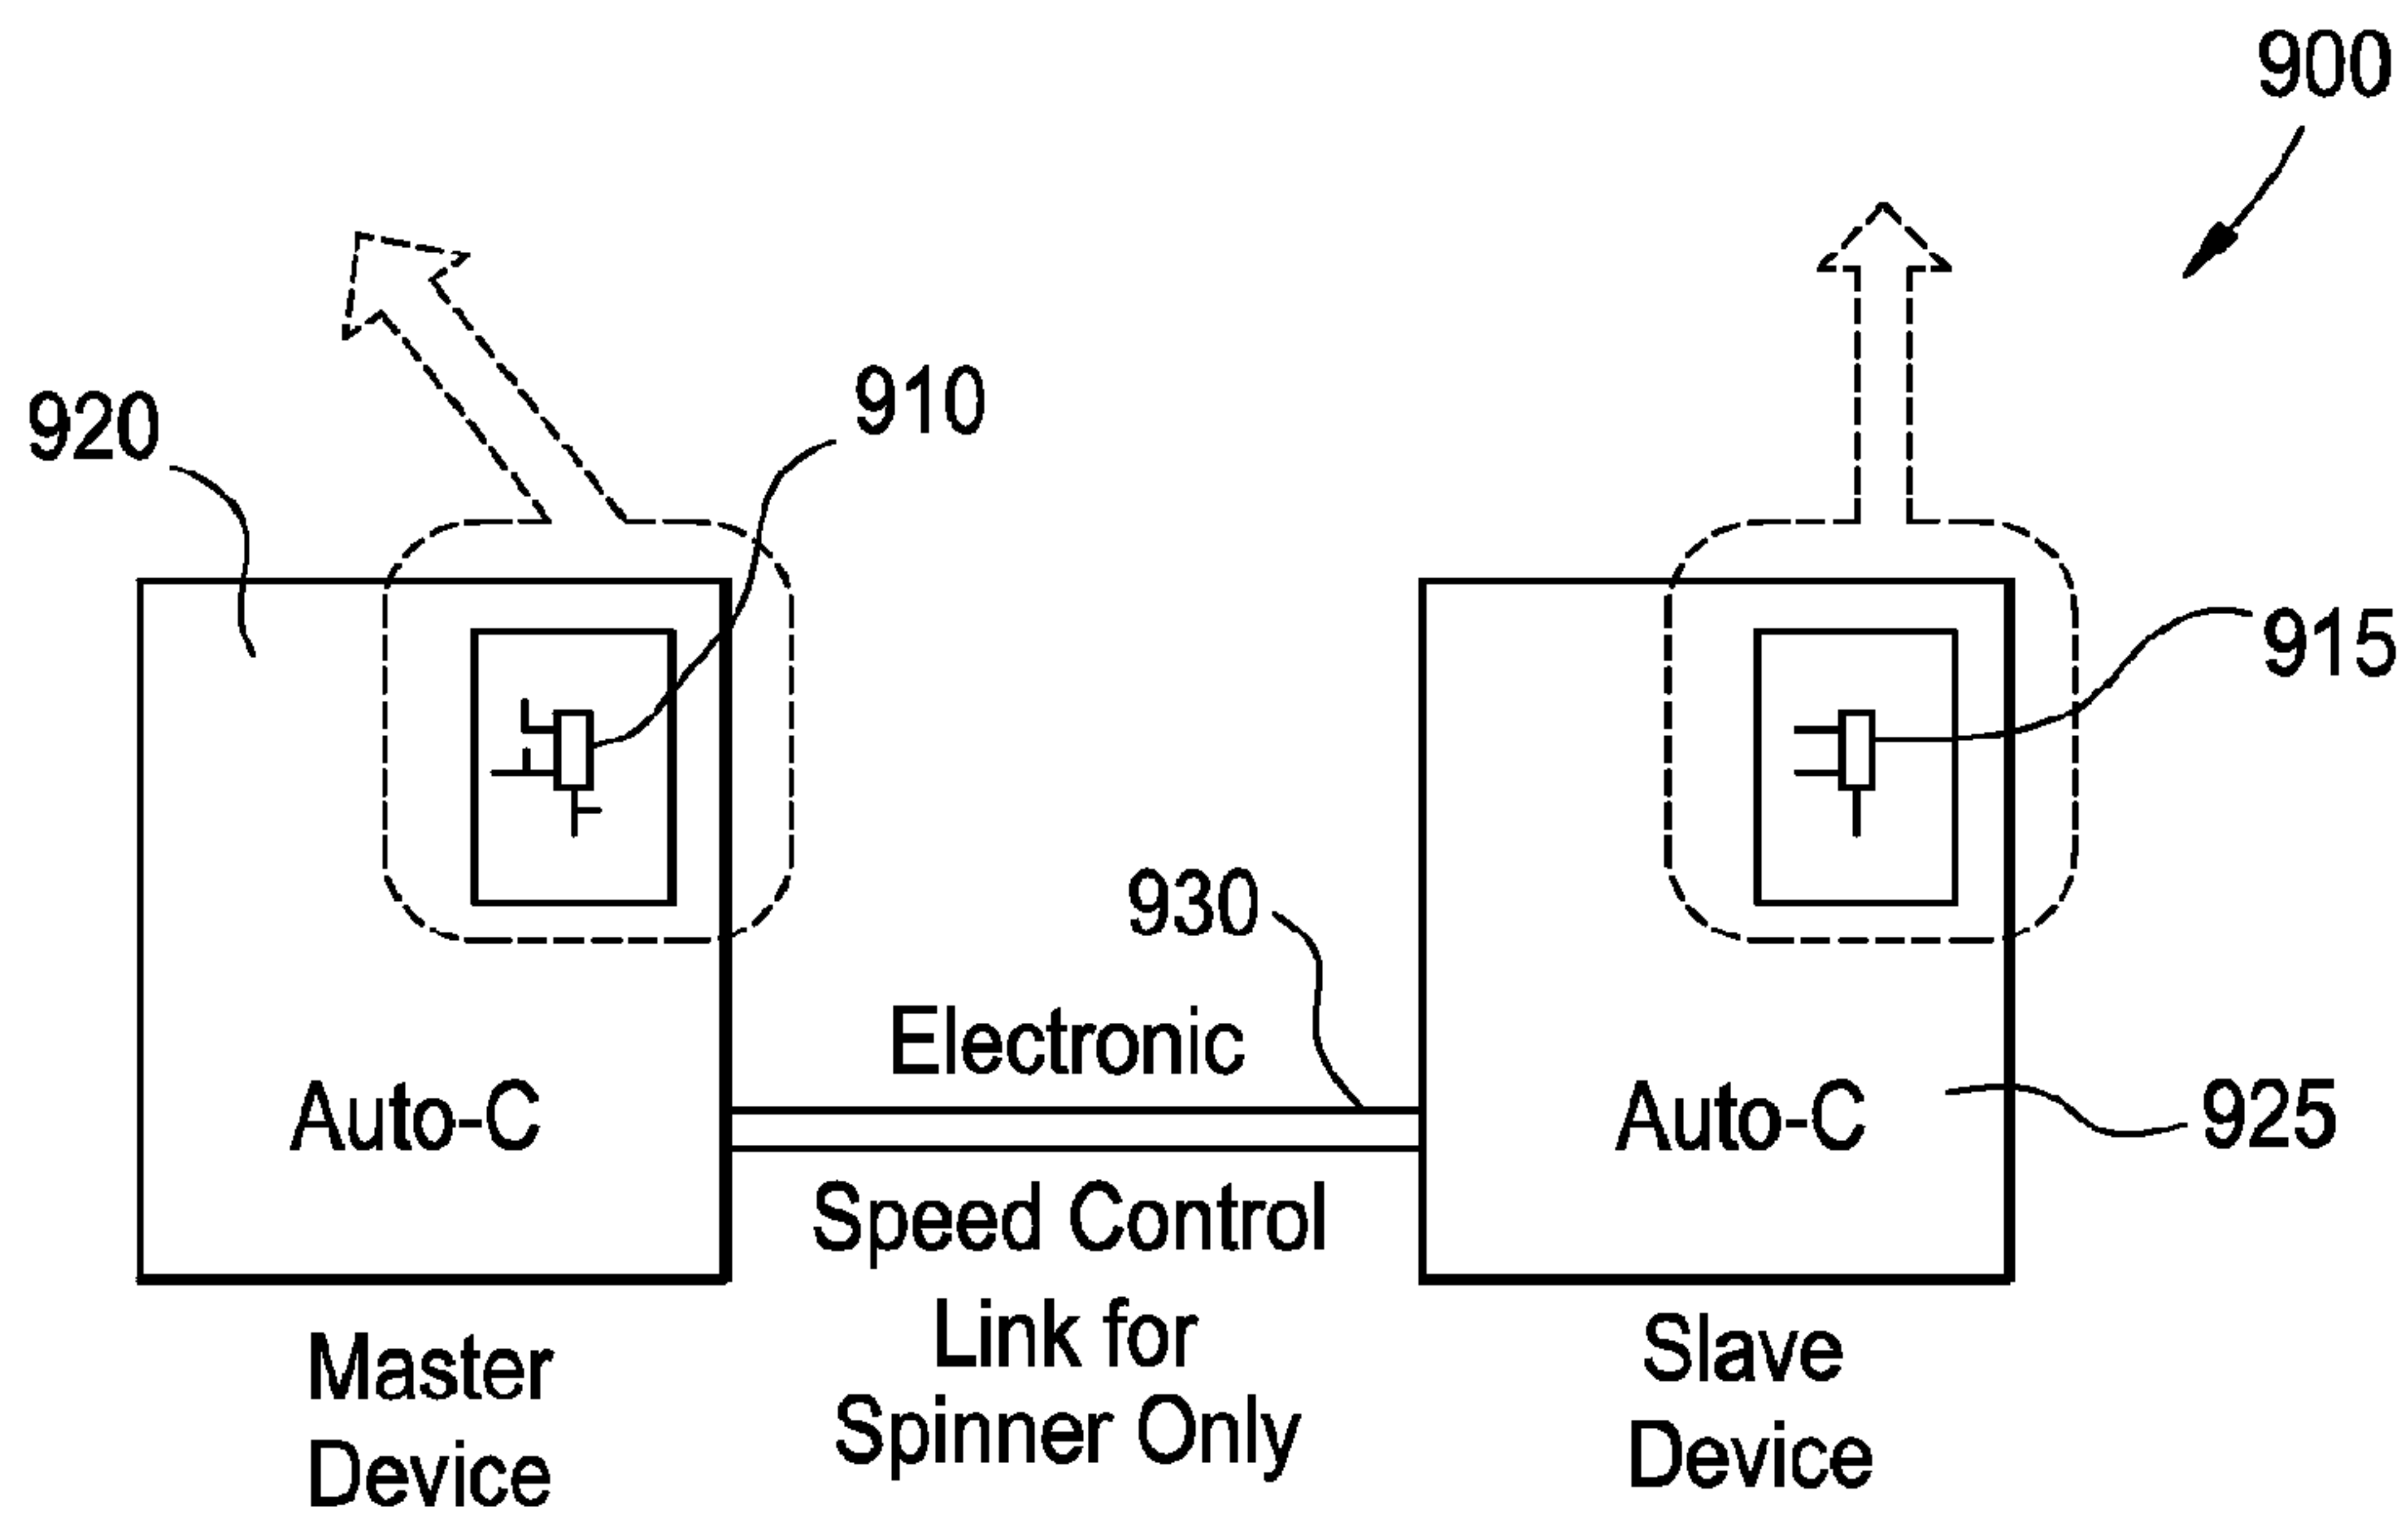 900
920
910
915
930
Electronic
Auto-C
Auto-C
925
Speed Control
Link for
Spinner Only
Master
Device
Slave
Device